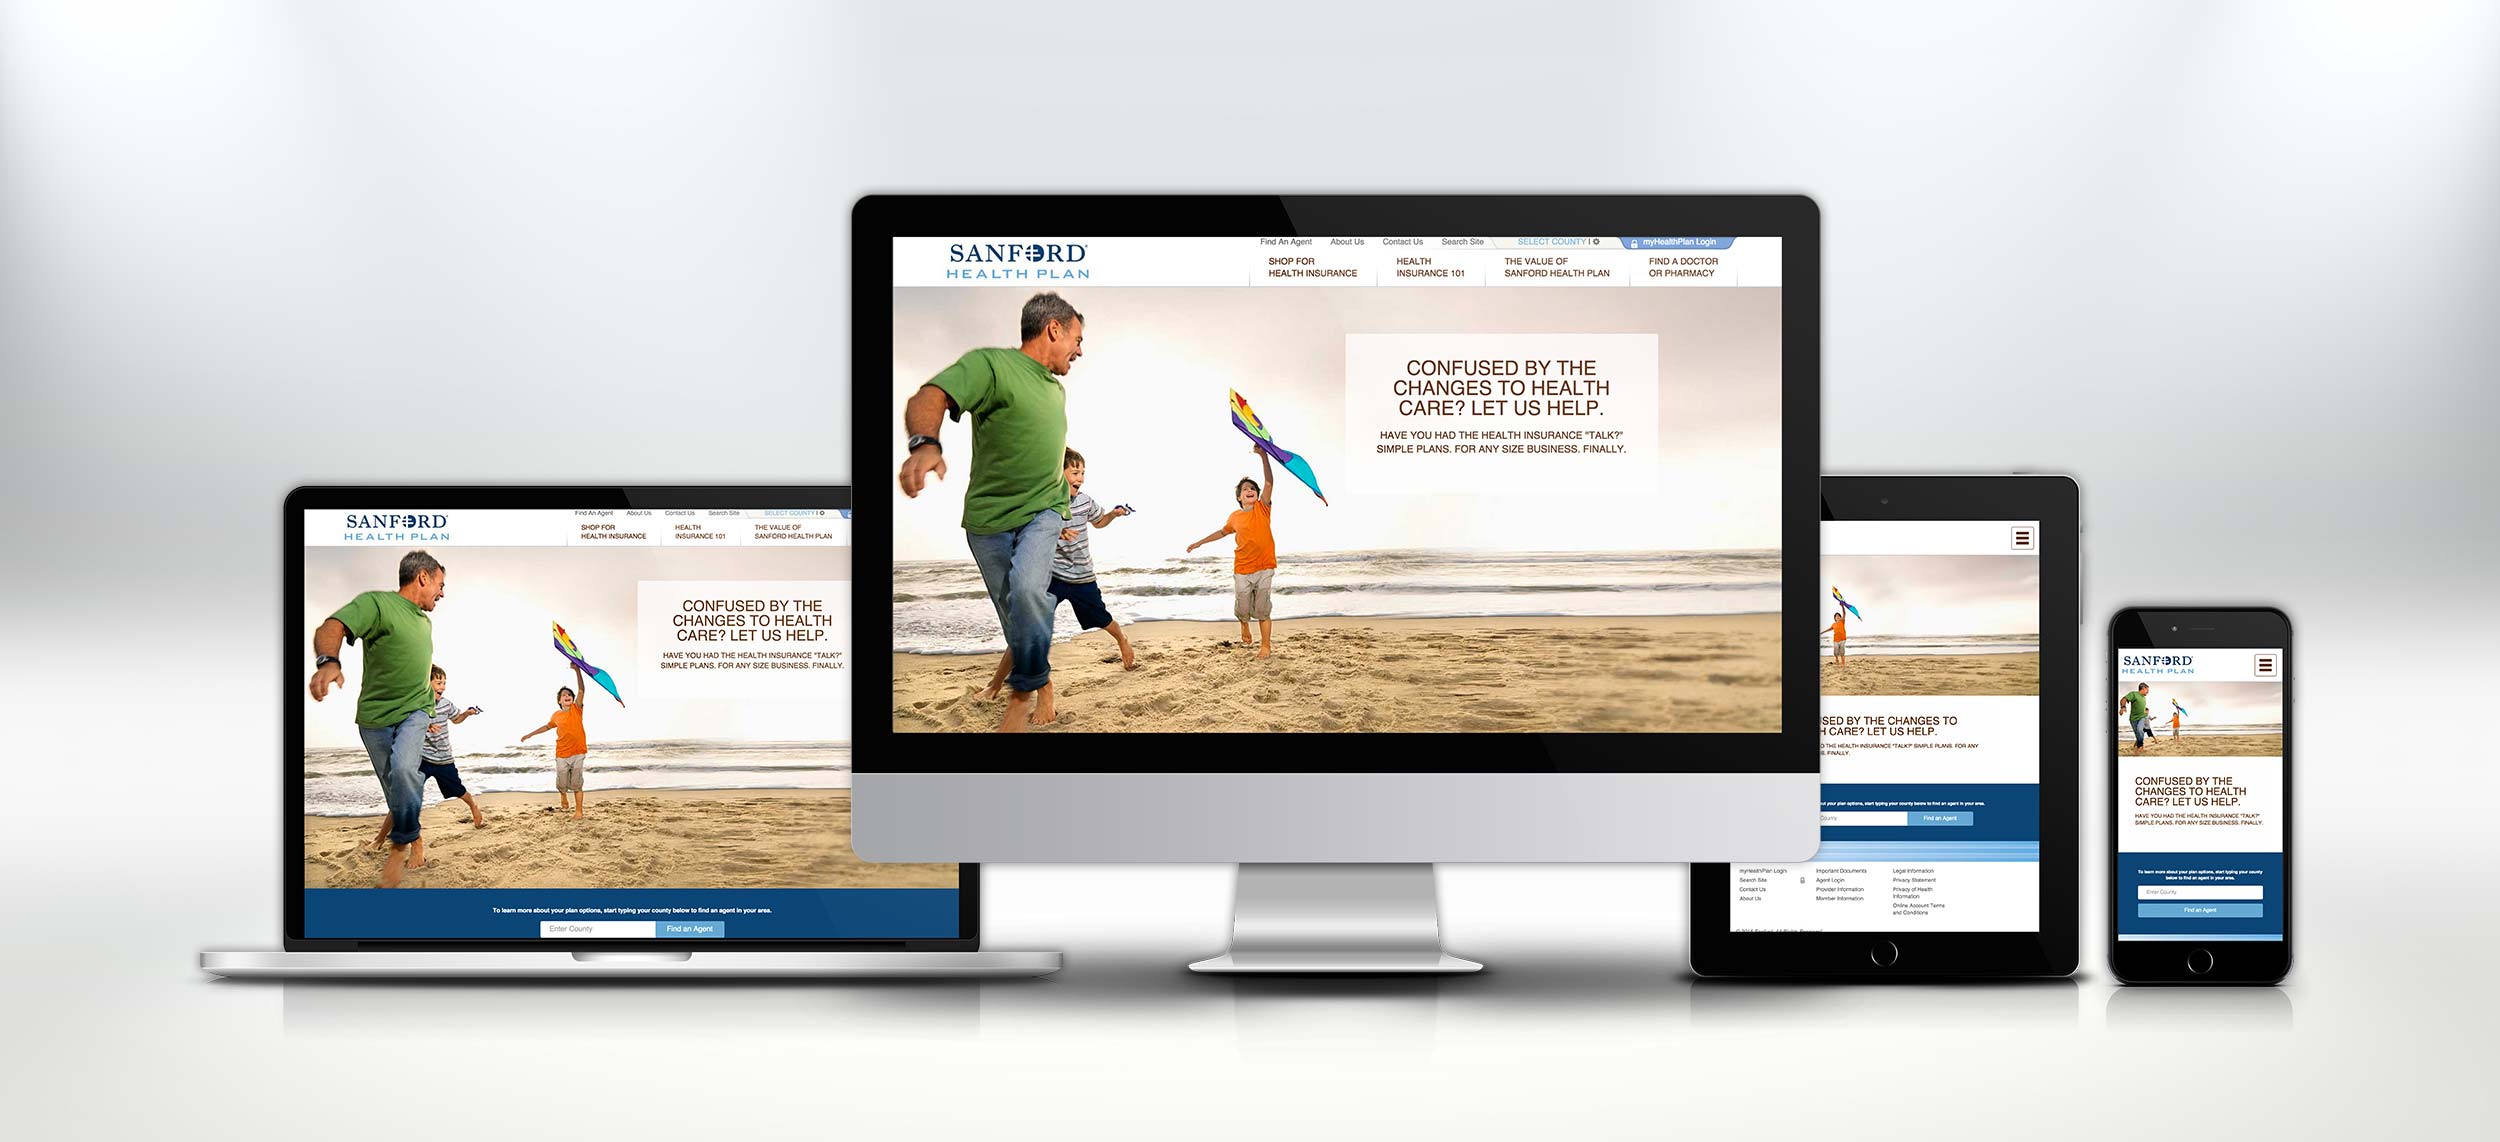 SANFORD
HEALTH PLAN
Find An Agent About Us Contact Us Search Site SELECT COUNTY | myHealthPlan Login
SHOP FOR
HEALTH INSURANCE
HEALTH
INSURANCE 101
THE VALUE OF
SANFORD HEALTH PLAN
FIND A DOCTOR
OR PHARMACY
CONFUSED BY THE
CHANGES TO HEALTH
CARE? LET US HELP.
HAVE YOU HAD THE HEALTH INSURANCE "TALK?"
SIMPLE PLANS. FOR ANY SIZE BUSINESS. FINALLY.
SANFORD
HEALTH PLAN
Find An Agent About Us Contact Us Search Site SELECT COUNTY |
SHOP FOR
HEALTH INSURANCE
HEALTH
INSURANCE 101
THE VALUE OF
SANFORD HEALTH PLAN
CONFUSED BY THE
CHANGES TO HEALTH
CARE? LET US HELP.
HAVE YOU HAD THE HEALTH INSURANCE "TALK?"
SIMPLE PLANS. FOR ANY SIZE BUSINESS. FINALLY.
To learn more about your plan options, start typing your county below to find an agent in your area.
Enter County Find an Agent
BY THE CHANGES TO
CARE? LET US HELP.
THE HEALTH INSURANCE "TALK?" SIMPLE PLANS. FOR ANY
FINALLY.
your plan options, start typing your county below to find an agent in your area.
County Find an Agent
myHealthPlan Login
Search Site
Contact Us
About Us
Important Documents
Agent Login
Provider Information
Member Information
Legal Information
Privacy Statement
Privacy of Health
Information
Online Account Terms
and Conditions
SANFORD
HEALTH PLAN
CONFUSED BY THE
CHANGES TO HEALTH
CARE? LET US HELP.
HAVE YOU HAD THE HEALTH INSURANCE "TALK?"
SIMPLE PLANS. FOR ANY SIZE BUSINESS. FINALLY.
To learn more about your plan options, start typing your county
below to find an agent in your area.
Enter County
Find an Agent